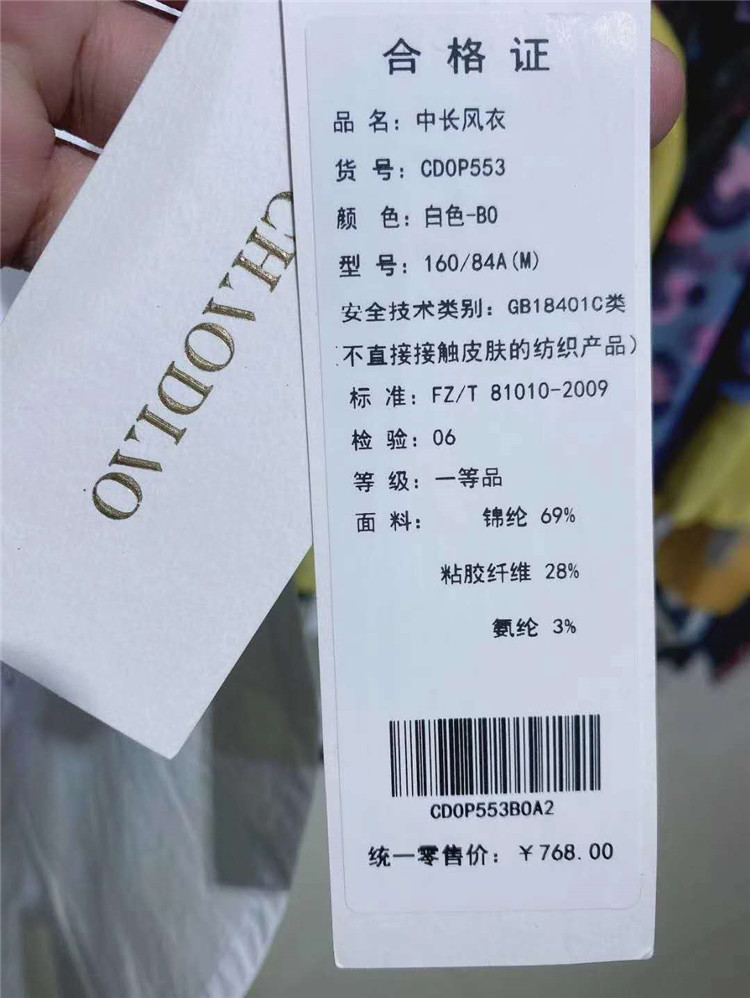 合格证
品 名：中长风衣
货 号：CDOP553
颜 色：白色-B0
型 号：160/84A(M)
安全技术类别：GB18401C类
不直接接触皮肤的纺织产品）
标 准：FZ/T 81010-2009
检 验：06
等 级：一等品
面 料： 锦纶 69%
粘胶纤维 28%
氨纶 3%
CDOP553B0A2
统一零售价：￥768.00